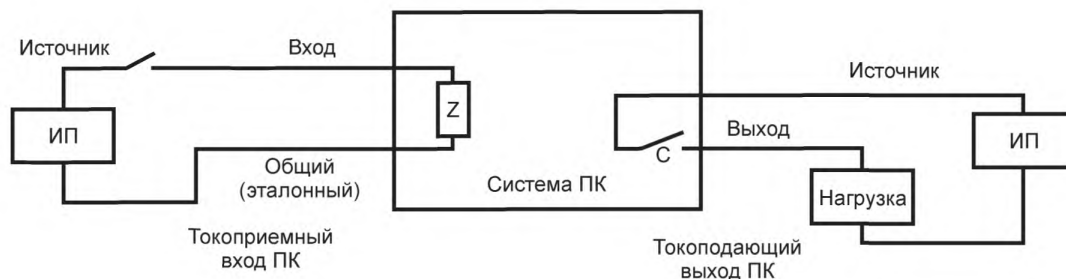 Источник
Вход
ИП
Z
Общий
(эталонный)
Токоприемный
вход ПК
Система ПК
С
Источник
Выход
ИП
Нагрузка
Токоподающий
выход ПК